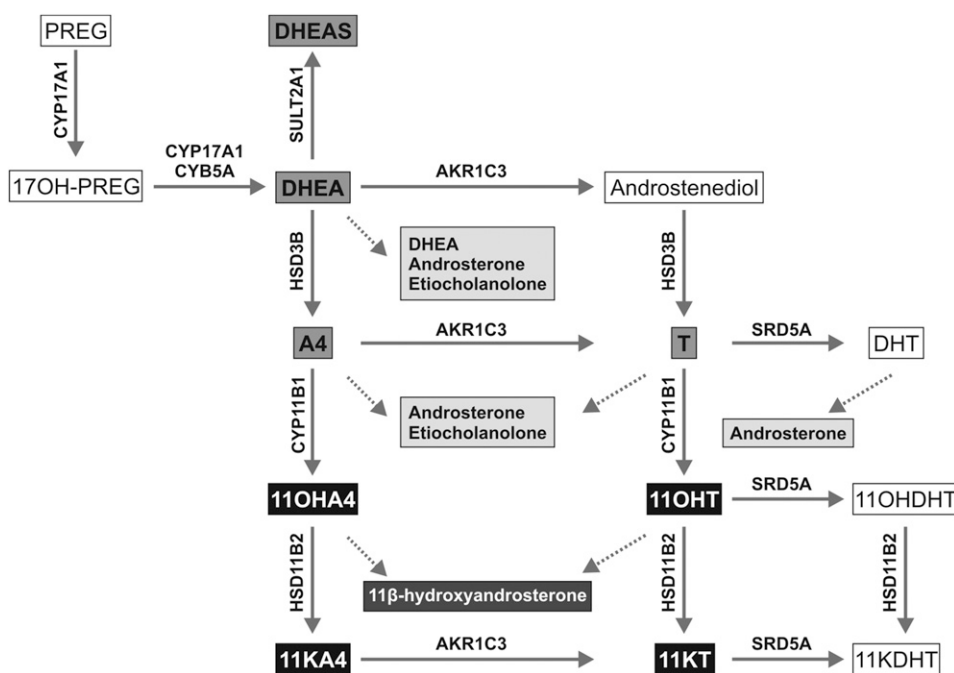 PREG
DHEAS
CYP17A1
SULT2A1
CYP17A1
CYB5A
AKR1C3
17OH-PREG
DHEA
Androstenediol
HSD3B
DHEA
Androsterone
Etiocholanolone
HSD3B
AKR1C3
SRD5A
A4
T
DHT
CYP11B1
Androsterone
Etiocholanolone
CYP11B1
Androsterone
11OHA4
11OHT
SRD5A
11OHDHT
HSD11B2
11β-hydroxyandrosterone
HSD11B2
HSD11B2
11KA4
AKR1C3
11KT
SRD5A
11KDHT